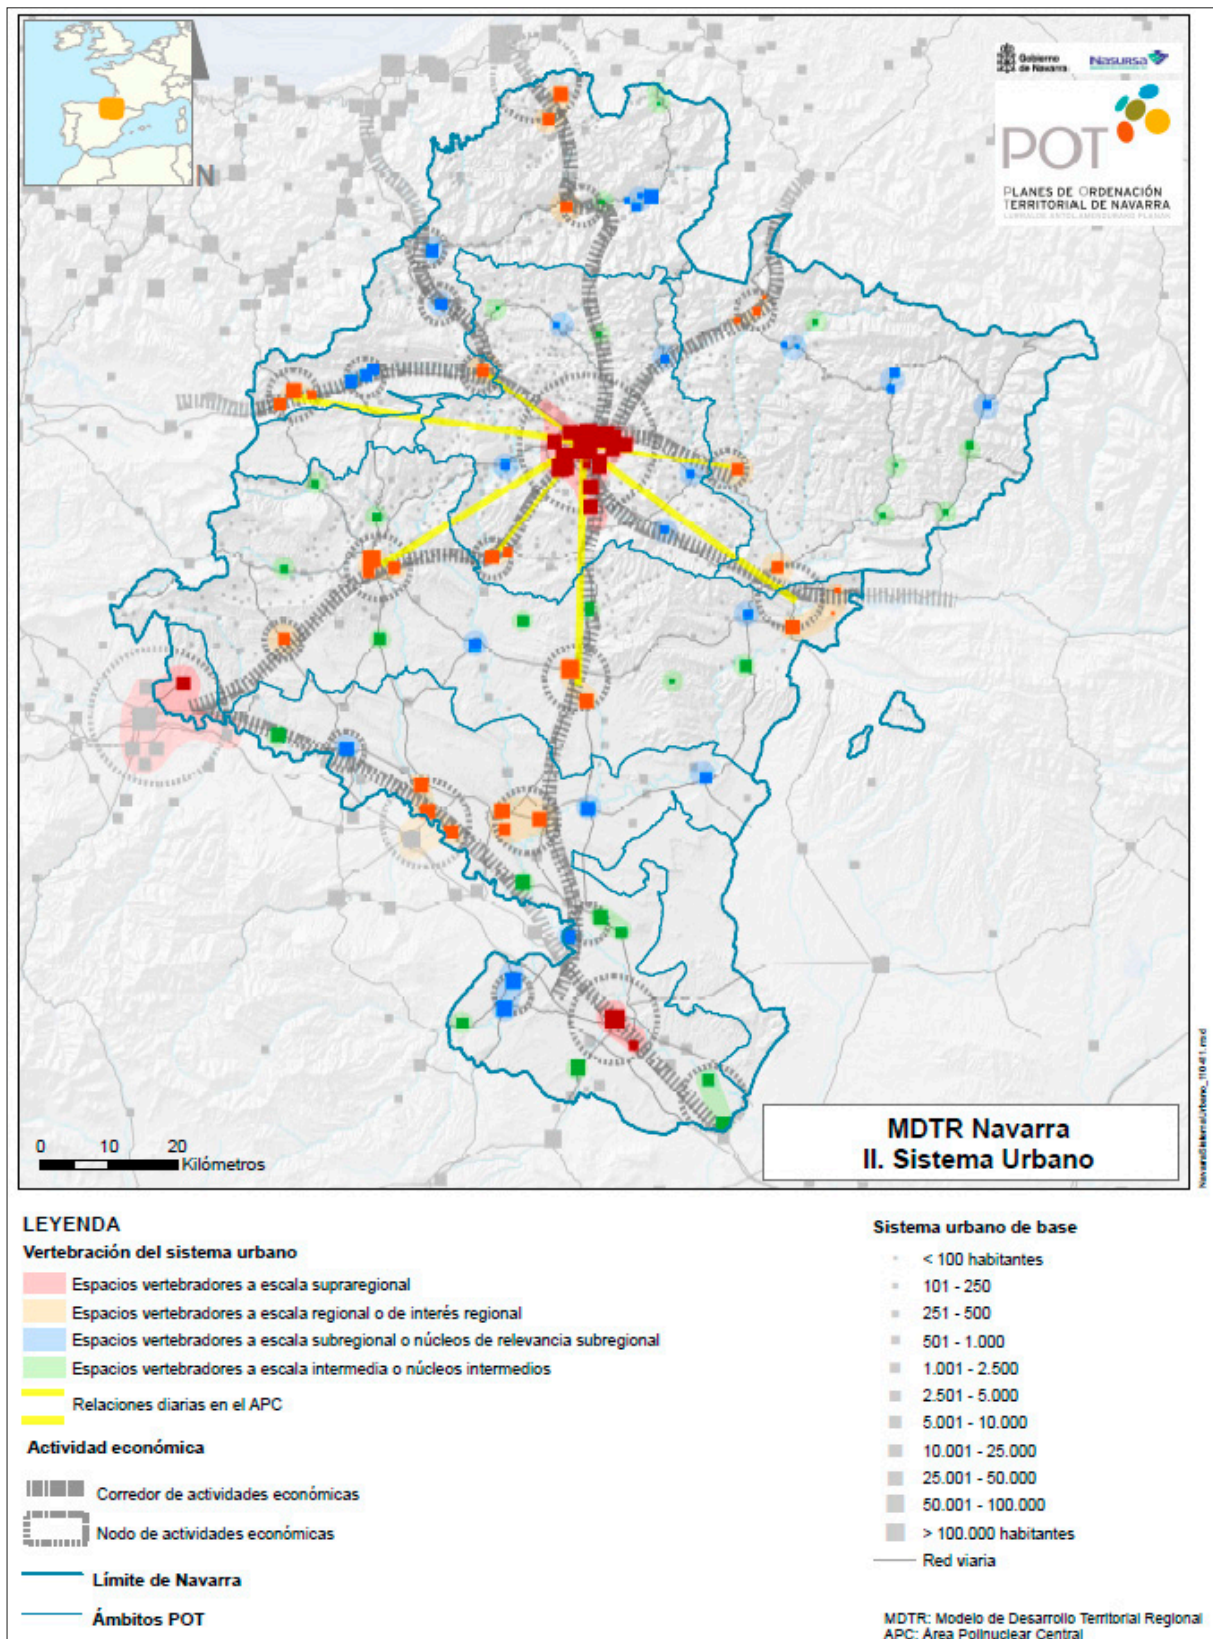 N
Gobierno
de Navarra
Nasursa
POT
PLANES DE ORDENACIÓN
TERRITORIAL DE NAVARRA
LURRALDE ANTOLAMENDURAKO PLANAK
0 10 20
Kilómetros
MDTR Navarra
II. Sistema Urbano
LEYENDA
Vertebración del sistema urbano
Espacios vertebradores a escala supraregional
Espacios vertebradores a escala regional o de interés regional
Espacios vertebradores a escala subregional o núcleos de relevancia subregional
Espacios vertebradores a escala intermedia o núcleos intermedios
Relaciones diarias en el APC
Actividad económica
Corredor de actividades económicas
Nodo de actividades económicas
Límite de Navarra
Ámbitos POT
Sistema urbano de base
< 100 habitantes
101 - 250
251 - 500
501 - 1.000
1.001 - 2.500
2.501 - 5.000
5.001 - 10.000
10.001 - 25.000
25.001 - 50.000
50.001 - 100.000
> 100.000 habitantes
Red viaria
MDTR: Modelo de Desarrollo Territorial Regional
APC: Área Polinuclear Central